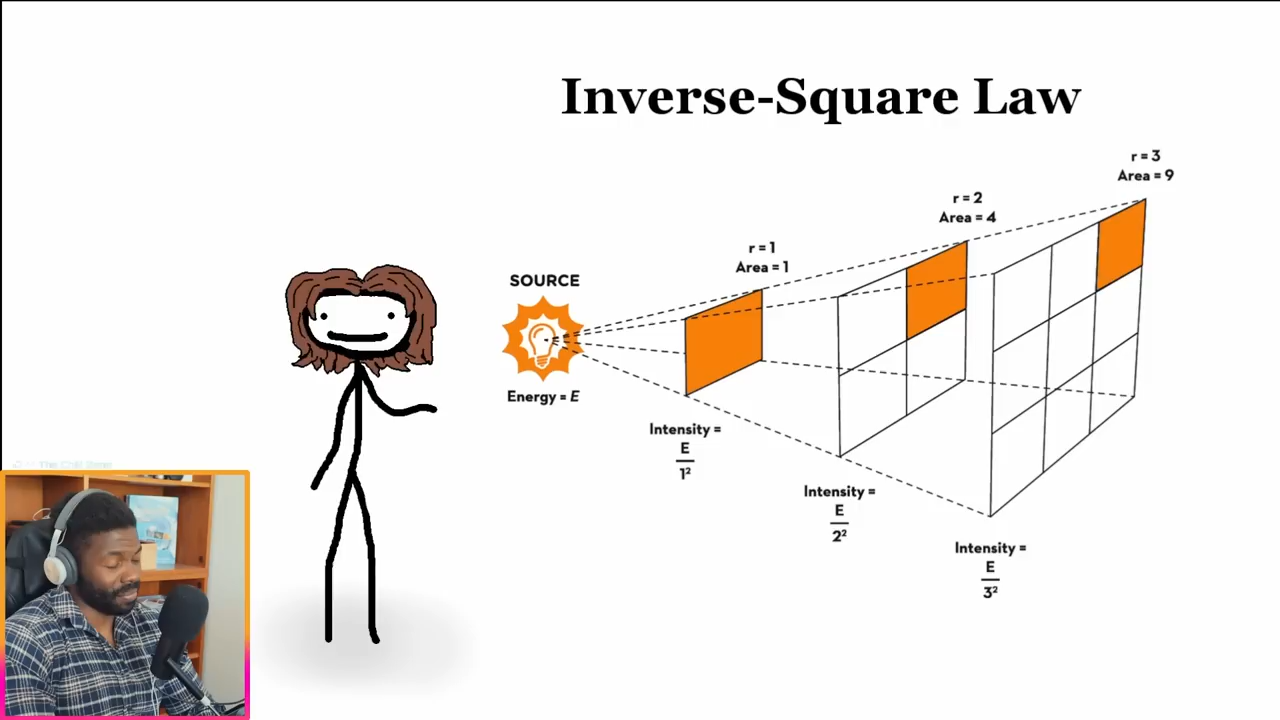 Inverse-Square Law
r = 3
Area = 9
r = 2
Area = 4
r = 1
Area = 1
SOURCE
Energy = E
Intensity =
E
1²
Intensity =
E
2²
Intensity =
E
3²